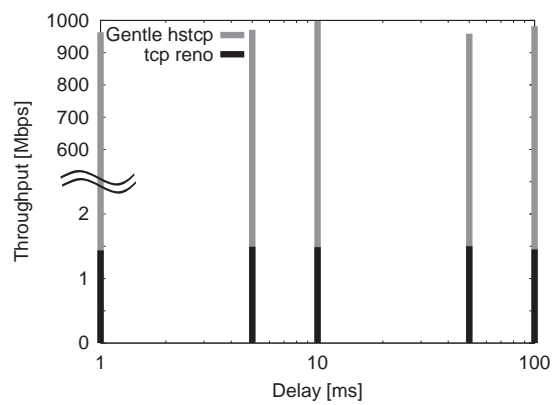 Throughput [Mbps]
1000
900
800
700
600
2
1
0
Gentle hstcp
tcp reno
1
10
100
Delay [ms]